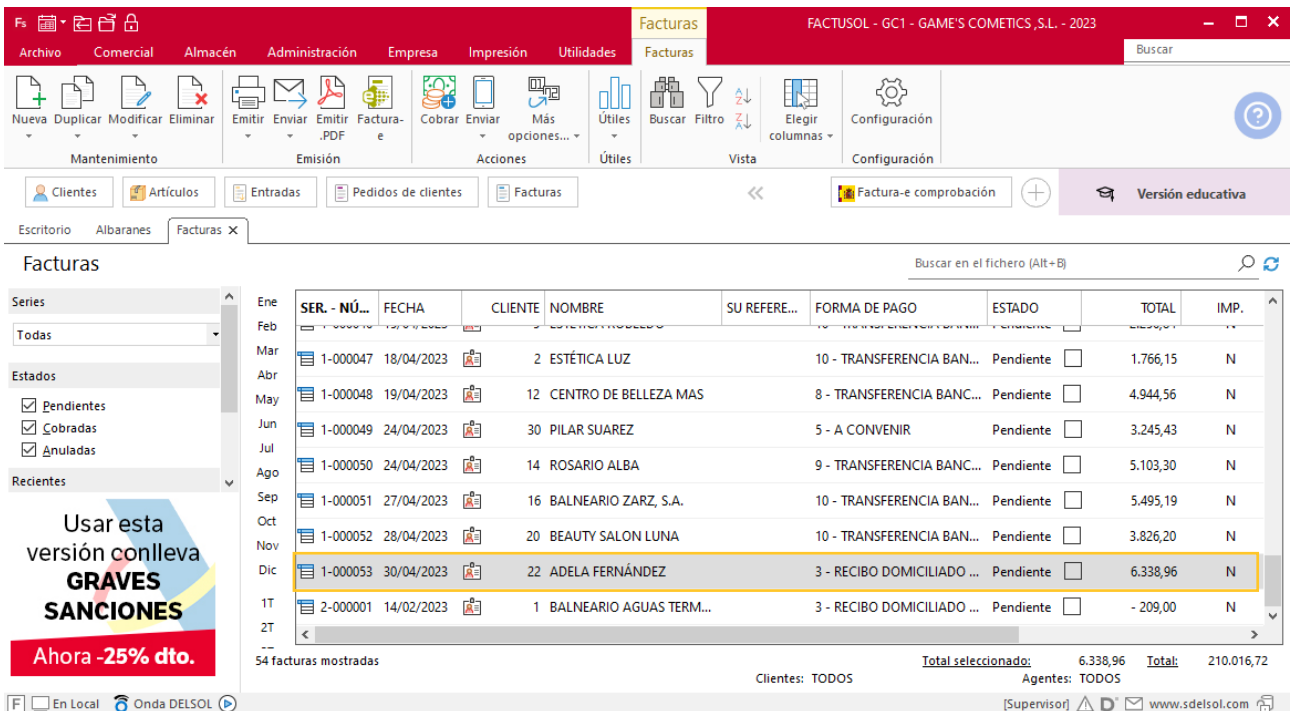 Fs Facturas FACTUSOL - GC1 - GAME'S COMETICS ,S.L. - 2023
Archivo Comercial Almacén Administración Empresa Impresión Utilidades Facturas Buscar
Nueva Duplicar Modificar Eliminar Emitir Enviar Emitir .PDF Factura-e Cobrar Enviar Más opciones... Útiles Buscar Filtro Elegir columnas Configuración
Mantenimiento Emisión Acciones Útiles Vista Configuración
Clientes Artículos Entradas Pedidos de clientes Facturas Factura-e comprobación Versión educativa
Escritorio Albaranes Facturas
Facturas Buscar en el fichero (Alt+B)
Series
Todas
Estados
Pendientes
Cobradas
Anuladas
Recientes
Usar esta
versión conlleva
GRAVES
SANCIONES
Ahora -25% dto.
Ene
Feb
Mar
Abr
May
Jun
Jul
Ago
Sep
Oct
Nov
Dic
1T
2T
SER. - NÚ... FECHA CLIENTE NOMBRE SU REFERE... FORMA DE PAGO ESTADO TOTAL IMP.
1-000047 18/04/2023 2 ESTÉTICA LUZ 10 - TRANSFERENCIA BAN... Pendiente 1.766,15 N
1-000048 19/04/2023 12 CENTRO DE BELLEZA MAS 8 - TRANSFERENCIA BANC... Pendiente 4.944,56 N
1-000049 24/04/2023 30 PILAR SUAREZ 5 - A CONVENIR Pendiente 3.245,43 N
1-000050 24/04/2023 14 ROSARIO ALBA 9 - TRANSFERENCIA BANC... Pendiente 5.103,30 N
1-000051 27/04/2023 16 BALNEARIO ZARZ, S.A. 10 - TRANSFERENCIA BAN... Pendiente 5.495,19 N
1-000052 28/04/2023 20 BEAUTY SALON LUNA 10 - TRANSFERENCIA BAN... Pendiente 3.826,20 N
1-000053 30/04/2023 22 ADELA FERNÁNDEZ 3 - RECIBO DOMICILIADO ... Pendiente 6.338,96 N
2-000001 14/02/2023 1 BALNEARIO AGUAS TERM... 3 - RECIBO DOMICILIADO ... Pendiente - 209,00 N
54 facturas mostradas Total seleccionado: 6.338,96 Total: 210.016,72
Clientes: TODOS Agentes: TODOS
F En Local Onda DELSOL [Supervisor] D www.sdelsol.com